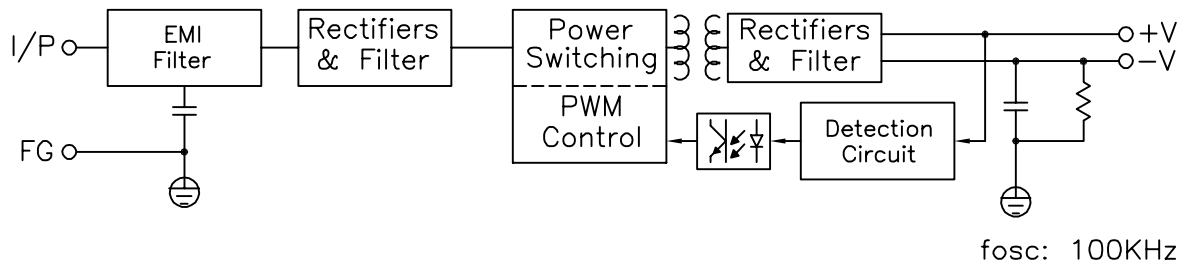 I/P
EMI
Filter
Rectifiers
& Filter
Power
Switching
PWM
Control
Rectifiers
& Filter
+V
-V
Detection
Circuit
FG
fosc: 100KHz